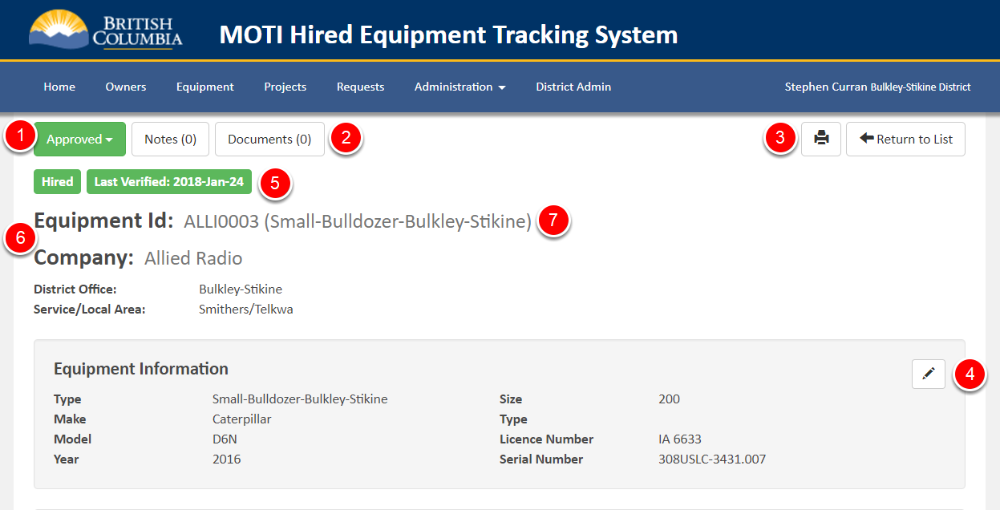 BRITISH
COLUMBIA
MOTI Hired Equipment Tracking System
Home Owners Equipment Projects Requests Administration District Admin Stephen Curran Bulkley-Stikine District
1 Approved Notes (0) Documents (0) 2 3 Return to List
Hired Last Verified: 2018-Jan-24 5
Equipment Id: ALLI0003 (Small-Bulldozer-Bulkley-Stikine) 7
6
Company: Allied Radio
District Office: Bulkley-Stikine
Service/Local Area: Smithers/Telkwa
Equipment Information 4
Type Small-Bulldozer-Bulkley-Stikine Size 200
Make Caterpillar Type
Model D6N Licence Number IA 6633
Year 2016 Serial Number 308USLC-3431.007